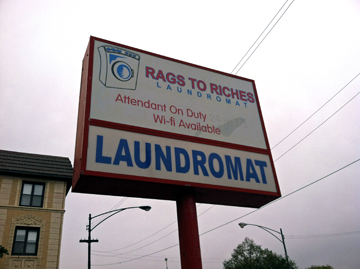 RAGS TO RICHES
LAUNDROMAT
Attendant On Duty
Wi-fi Available
LAUNDROMAT